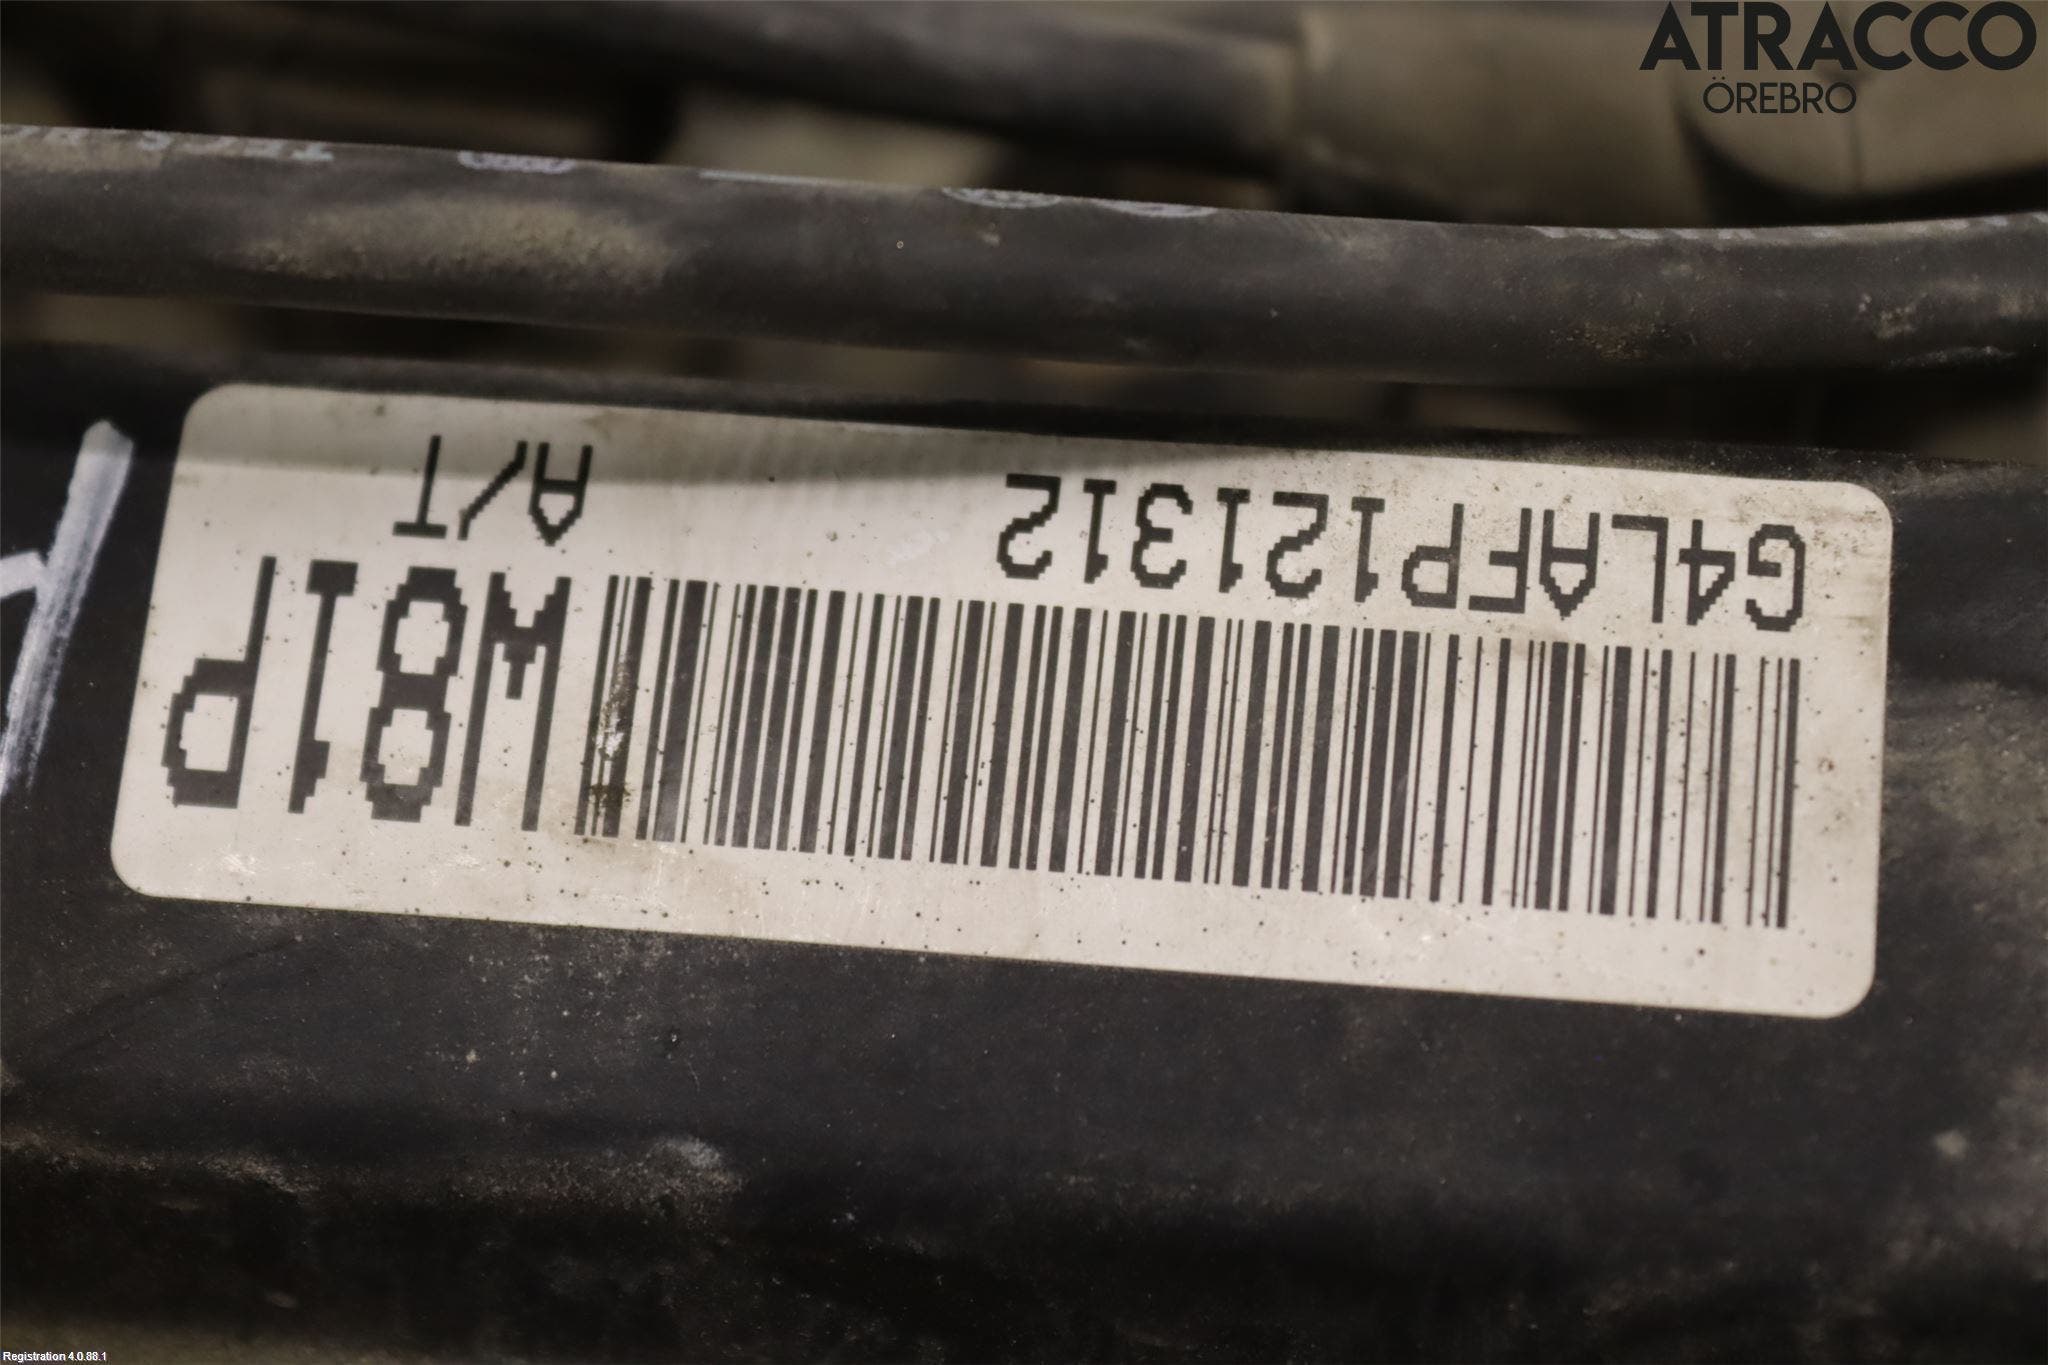 ATRACCO
ÖREBRO
G4LAFP121312 A/T
W81P
Registration 4.0.88.1